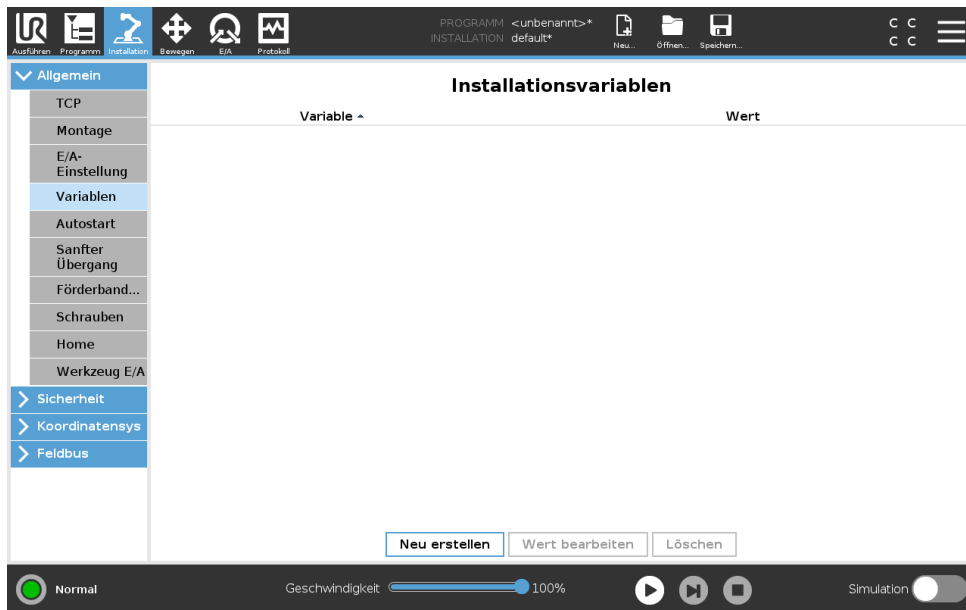 PROGRAMM <unbenannt>*
INSTALLATION default*
Ausführen Programm Installation Bewegen E/A Protokoll
Neu... Öffnen... Speichern...
C C
C C
Allgemein
TCP
Montage
E/A-
Einstellung
Variablen
Autostart
Sanfter
Übergang
Förderband...
Schrauben
Home
Werkzeug E/A
Sicherheit
Koordinatensys
Feldbus
Installationsvariablen
Variable Wert
Neu erstellen Wert bearbeiten Löschen
Normal Geschwindigkeit 100% Simulation